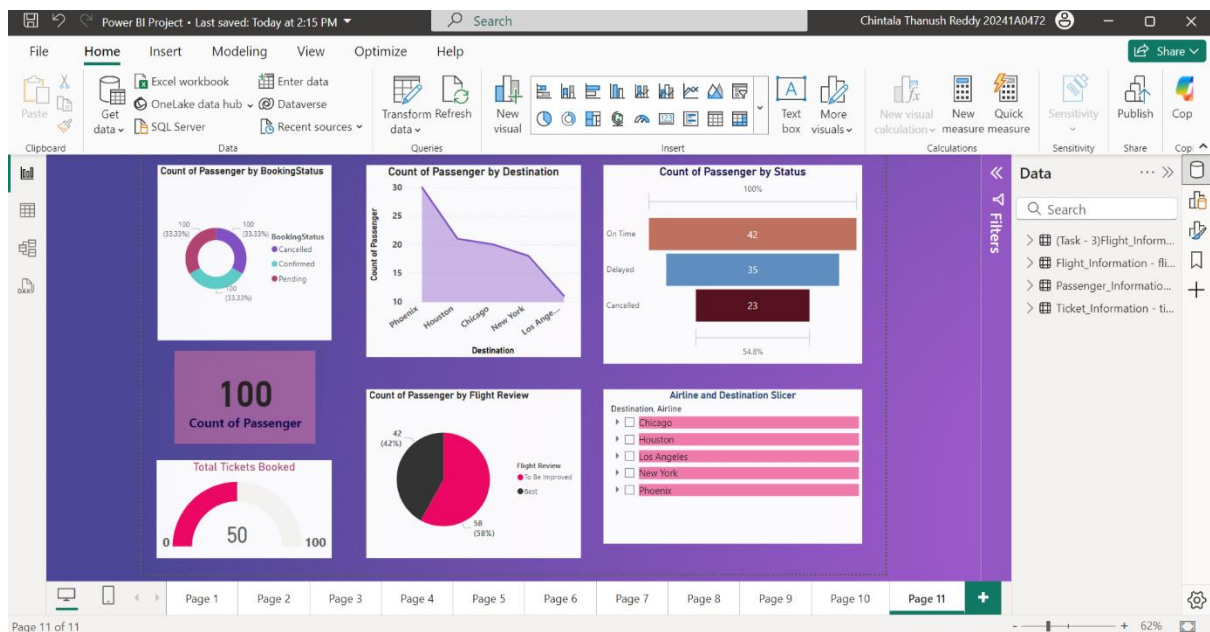 Power BI Project • Last saved: Today at 2:15 PM
Search
Chintala Thanush Reddy 20241A0472
File Home Insert Modeling View Optimize Help
Share
Paste
Clipboard
Get data
Excel workbook
OneLake data hub
SQL Server
Enter data
Dataverse
Recent sources
Data
Transform data
Refresh
Queries
New visual
Text box
More visuals
Insert
New visual calculation
New measure
Quick measure
Calculations
Sensitivity
Sensitivity
Publish
Share
Cop
Cop
Count of Passenger by BookingStatus
100
(33.33%)
100
(33.33%)
100
(33.33%)
BookingStatus
Cancelled
Confirmed
Pending
Count of Passenger by Destination
Count of Passenger
30
25
20
15
10
Phoenix
Houston
Chicago
New York
Los Ange...
Destination
Count of Passenger by Status
100%
On Time 42
Delayed 35
Cancelled 23
54.8%
100
Count of Passenger
Total Tickets Booked
0 50 100
Count of Passenger by Flight Review
42
(42%)
58
(58%)
Flight Review
To Be Improved
Best
Airline and Destination Slicer
Destination, Airline
Chicago
Houston
Los Angeles
New York
Phoenix
Filters
Data
Search
(Task - 3)Flight_Inform...
Flight_Information - fli...
Passenger_Informatio...
Ticket_Information - ti...
Page 1 Page 2 Page 3 Page 4 Page 5 Page 6 Page 7 Page 8 Page 9 Page 10 Page 11
Page 11 of 11
62%